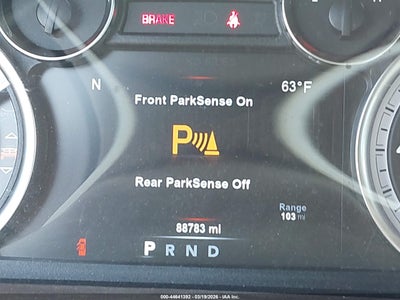 BRAKE
N 63°F
Front ParkSense On
P
Rear ParkSense Off
Range
103 mi
88783 mi
P R N D
000-44641392 - 03/19/2026 - IAA Inc.